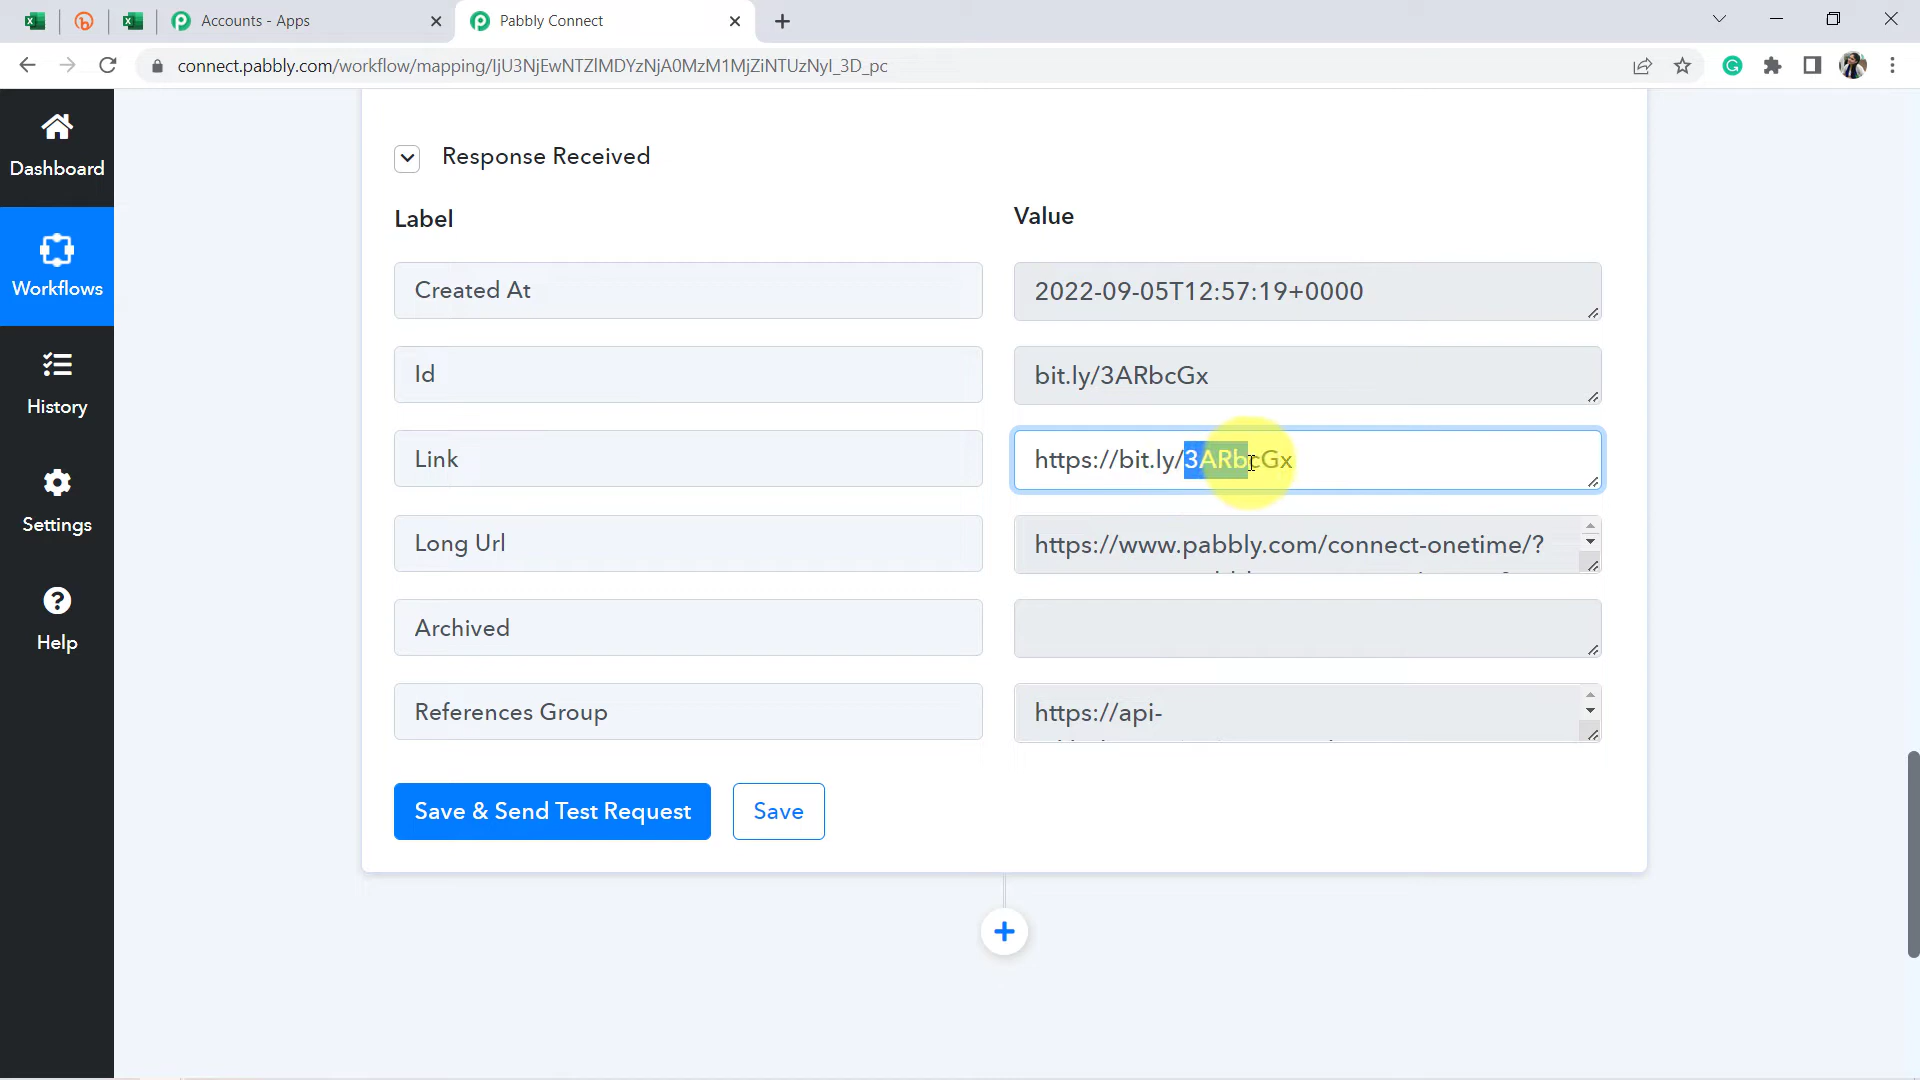 Accounts - Apps
Pabbly Connect
connect.pabbly.com/workflow/mapping/IjU3NjEwNTZlMDYzNjA0MzM1MjZiNTUzNyI_3D_pc
Dashboard
Workflows
History
Settings
Help
Response Received
Label
Value
Created At
2022-09-05T12:57:19+0000
Id
bit.ly/3ARbcGx
Link
https://bit.ly/3ARbcGx
Long Url
https://www.pabbly.com/connect-onetime/?
Archived
References Group
https://api-
Save & Send Test Request
Save